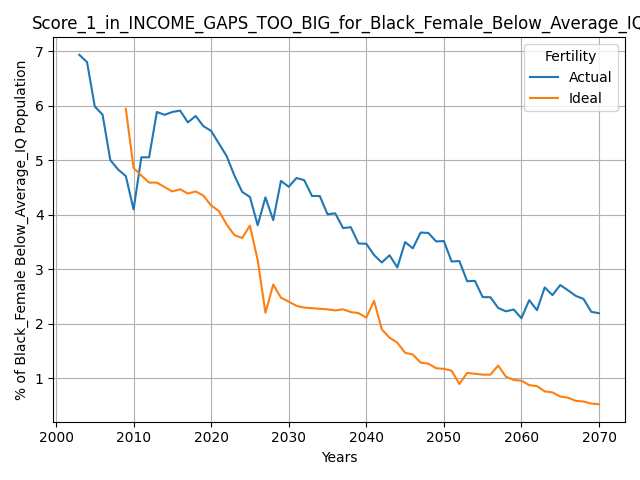 Score_1_in_INCOME_GAPS_TOO_BIG_for_Black_Female_Below_Average_IQ
Fertility
Actual
Ideal
% of Black_Female Below_Average_IQ Population
7
6
5
4
3
2
1
2000 2010 2020 2030 2040 2050 2060 2070
Years